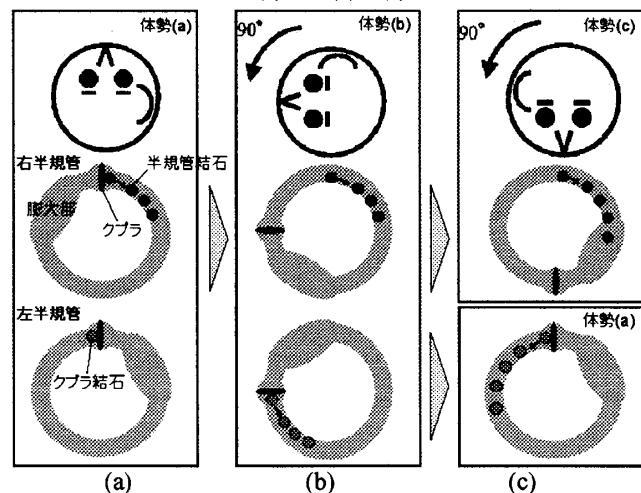 体勢(a)
90°
体勢(b)
90°
体勢(c)
右半規管
半規管結石
膨大部
クプラ
左半規管
クプラ結石
体勢(a)
(a)
(b)
(c)